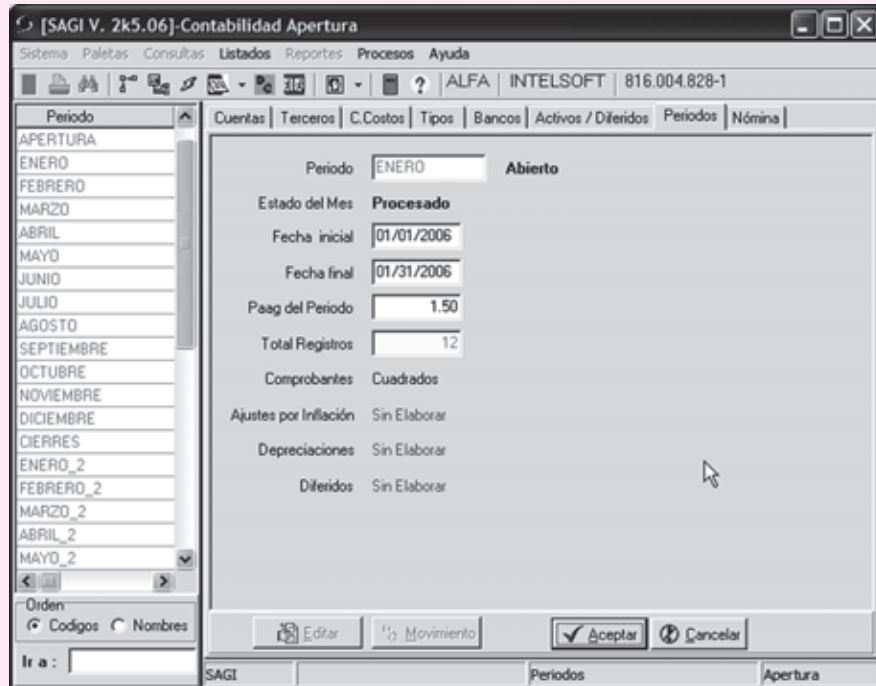 [SAGI V. 2k5.06]-Contabilidad Apertura
Sistema Paletas Consultas Listados Reportes Procesos Ayuda
ALFA INTELSOFT 816.004.828-1
Periodo
APERTURA
ENERO
FEBRERO
MARZO
ABRIL
MAYO
JUNIO
JULIO
AGOSTO
SEPTIEMBRE
OCTUBRE
NOVIEMBRE
DICIEMBRE
CIERRES
ENERO_2
FEBRERO_2
MARZO_2
ABRIL_2
MAYO_2
Orden
Codigos Nombres
Ir a :
Cuentas Terceros C.Costos Tipos Bancos Activos / Diferidos Periodos Nómina
Periodo ENERO Abierto
Estado del Mes Procesado
Fecha inicial 01/01/2006
Fecha final 01/31/2006
Paag del Periodo 1.50
Total Registros 12
Comprobantes Cuadrados
Ajustes por Inflación Sin Elaborar
Depreciaciones Sin Elaborar
Diferidos Sin Elaborar
Editar Movimiento Aceptar Cancelar
SAGI Periodos Apertura